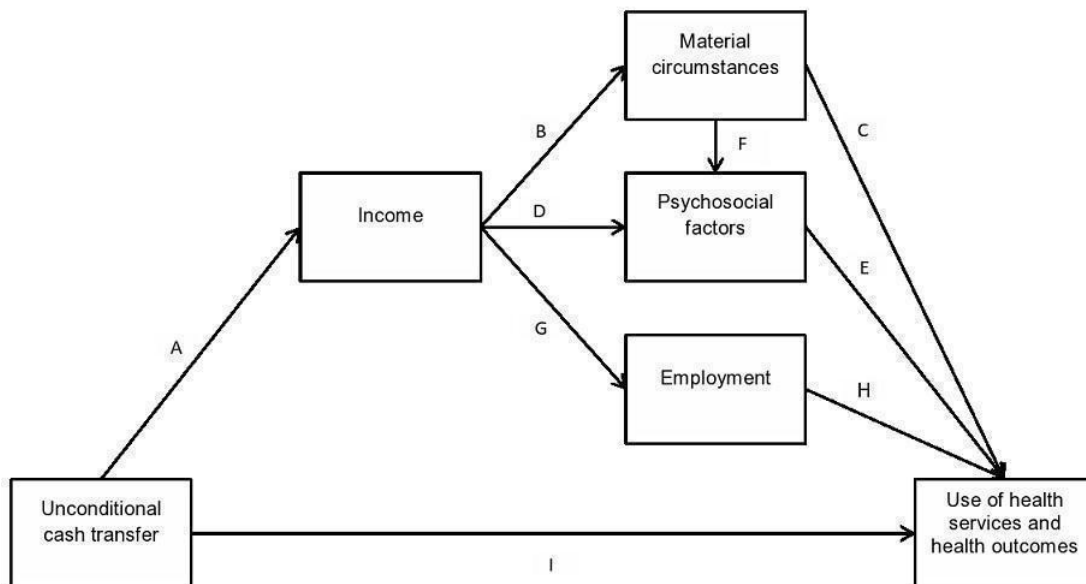 Material
circumstances
B
C
F
Income
D
Psychosocial
factors
E
G
A
Employment
H
Unconditional
cash transfer
Use of health
services and
health outcomes
I